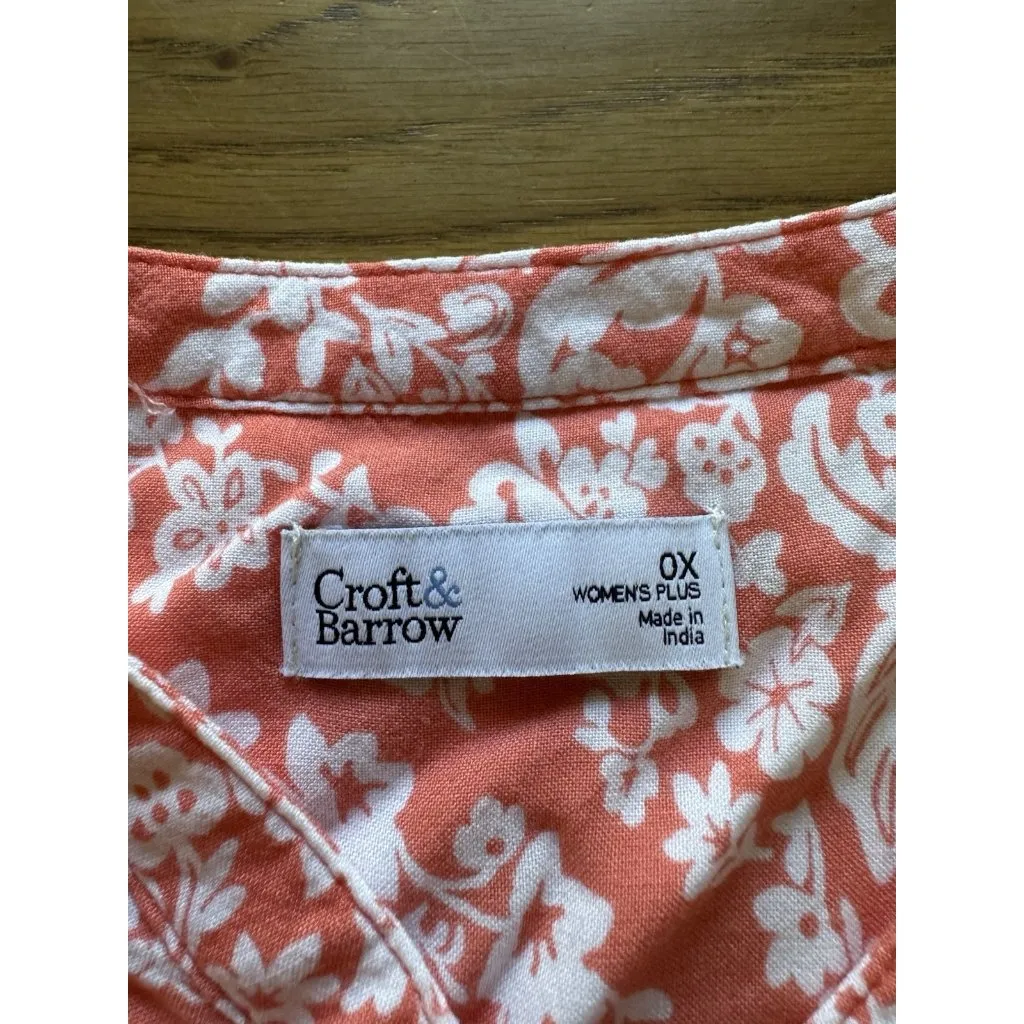 Croft&
Barrow
0X
WOMEN'S PLUS
Made in
India